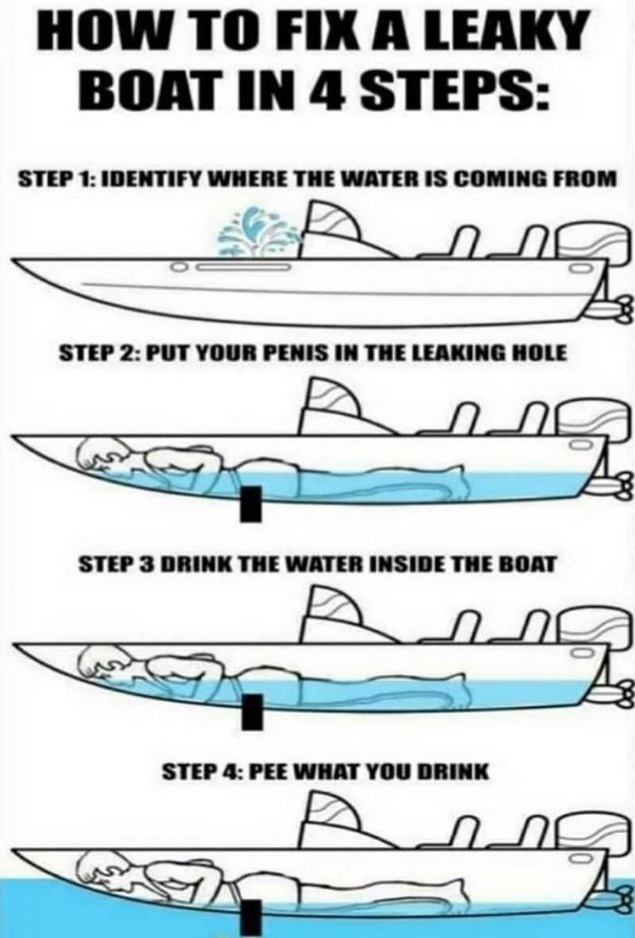 HOW TO FIX A LEAKY
BOAT IN 4 STEPS:
STEP 1: IDENTIFY WHERE THE WATER IS COMING FROM
STEP 2: PUT YOUR PENIS IN THE LEAKING HOLE
STEP 3 DRINK THE WATER INSIDE THE BOAT
STEP 4: PEE WHAT YOU DRINK